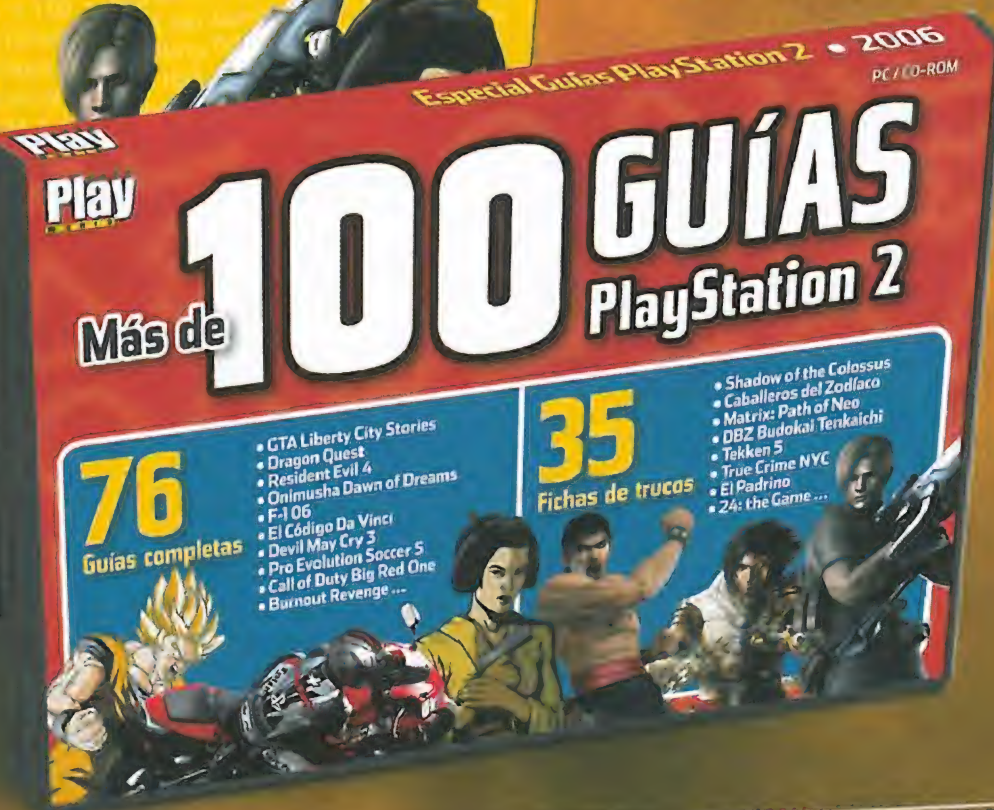 Especial Guías PlayStation 2 • 2006
PC / CD-ROM
Play
Play
MANIA
Más de 100 GUÍAS
PlayStation 2
76
Guías completas
• GTA Liberty City Stories
• Dragon Quest
• Resident Evil 4
• Onimusha Dawn of Dreams
• F-1 06
• El Código Da Vinci
• Devil May Cry 3
• Pro Evolution Soccer 5
• Call of Duty Big Red One
• Burnout Revenge ...
35
Fichas de trucos
• Shadow of the Colossus
• Caballeros del Zodíaco
• Matrix: Path of Neo
• DBZ Budokai Tenkaichi
• Tekken 5
• True Crime NYC
• El Padrino
• 24: the Game ...